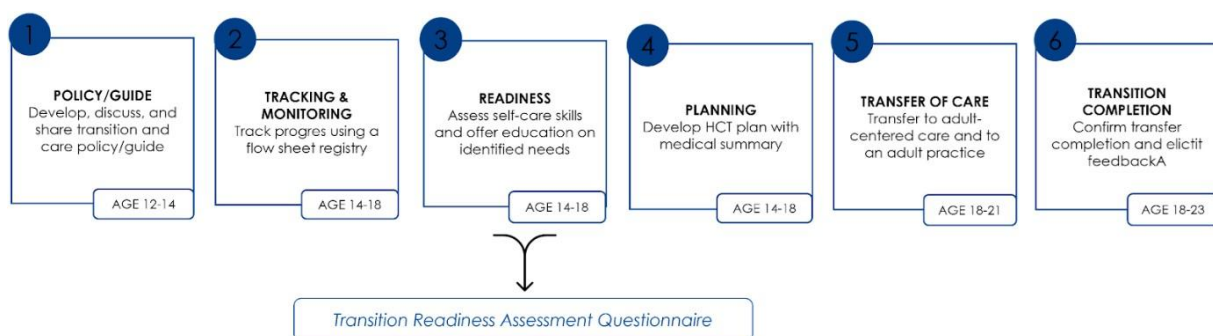 1
POLICY/GUIDE
Develop, discuss, and
share transition and
care policy/guide
AGE 12-14
2
TRACKING &
MONITORING
Track progres using a
flow sheet registry
AGE 14-18
3
READINESS
Assess self-care skills
and offer education on
identified needs
AGE 14-18
4
PLANNING
Develop HCT plan with
medical summary
AGE 14-18
5
TRANSFER OF CARE
Transfer to adult-
centered care and to
an adult practice
AGE 18-21
6
TRANSITION
COMPLETION
Confirm transfer
completion and elictit
feedbackA
AGE 18-23
Transition Readiness Assessment Questionnaire